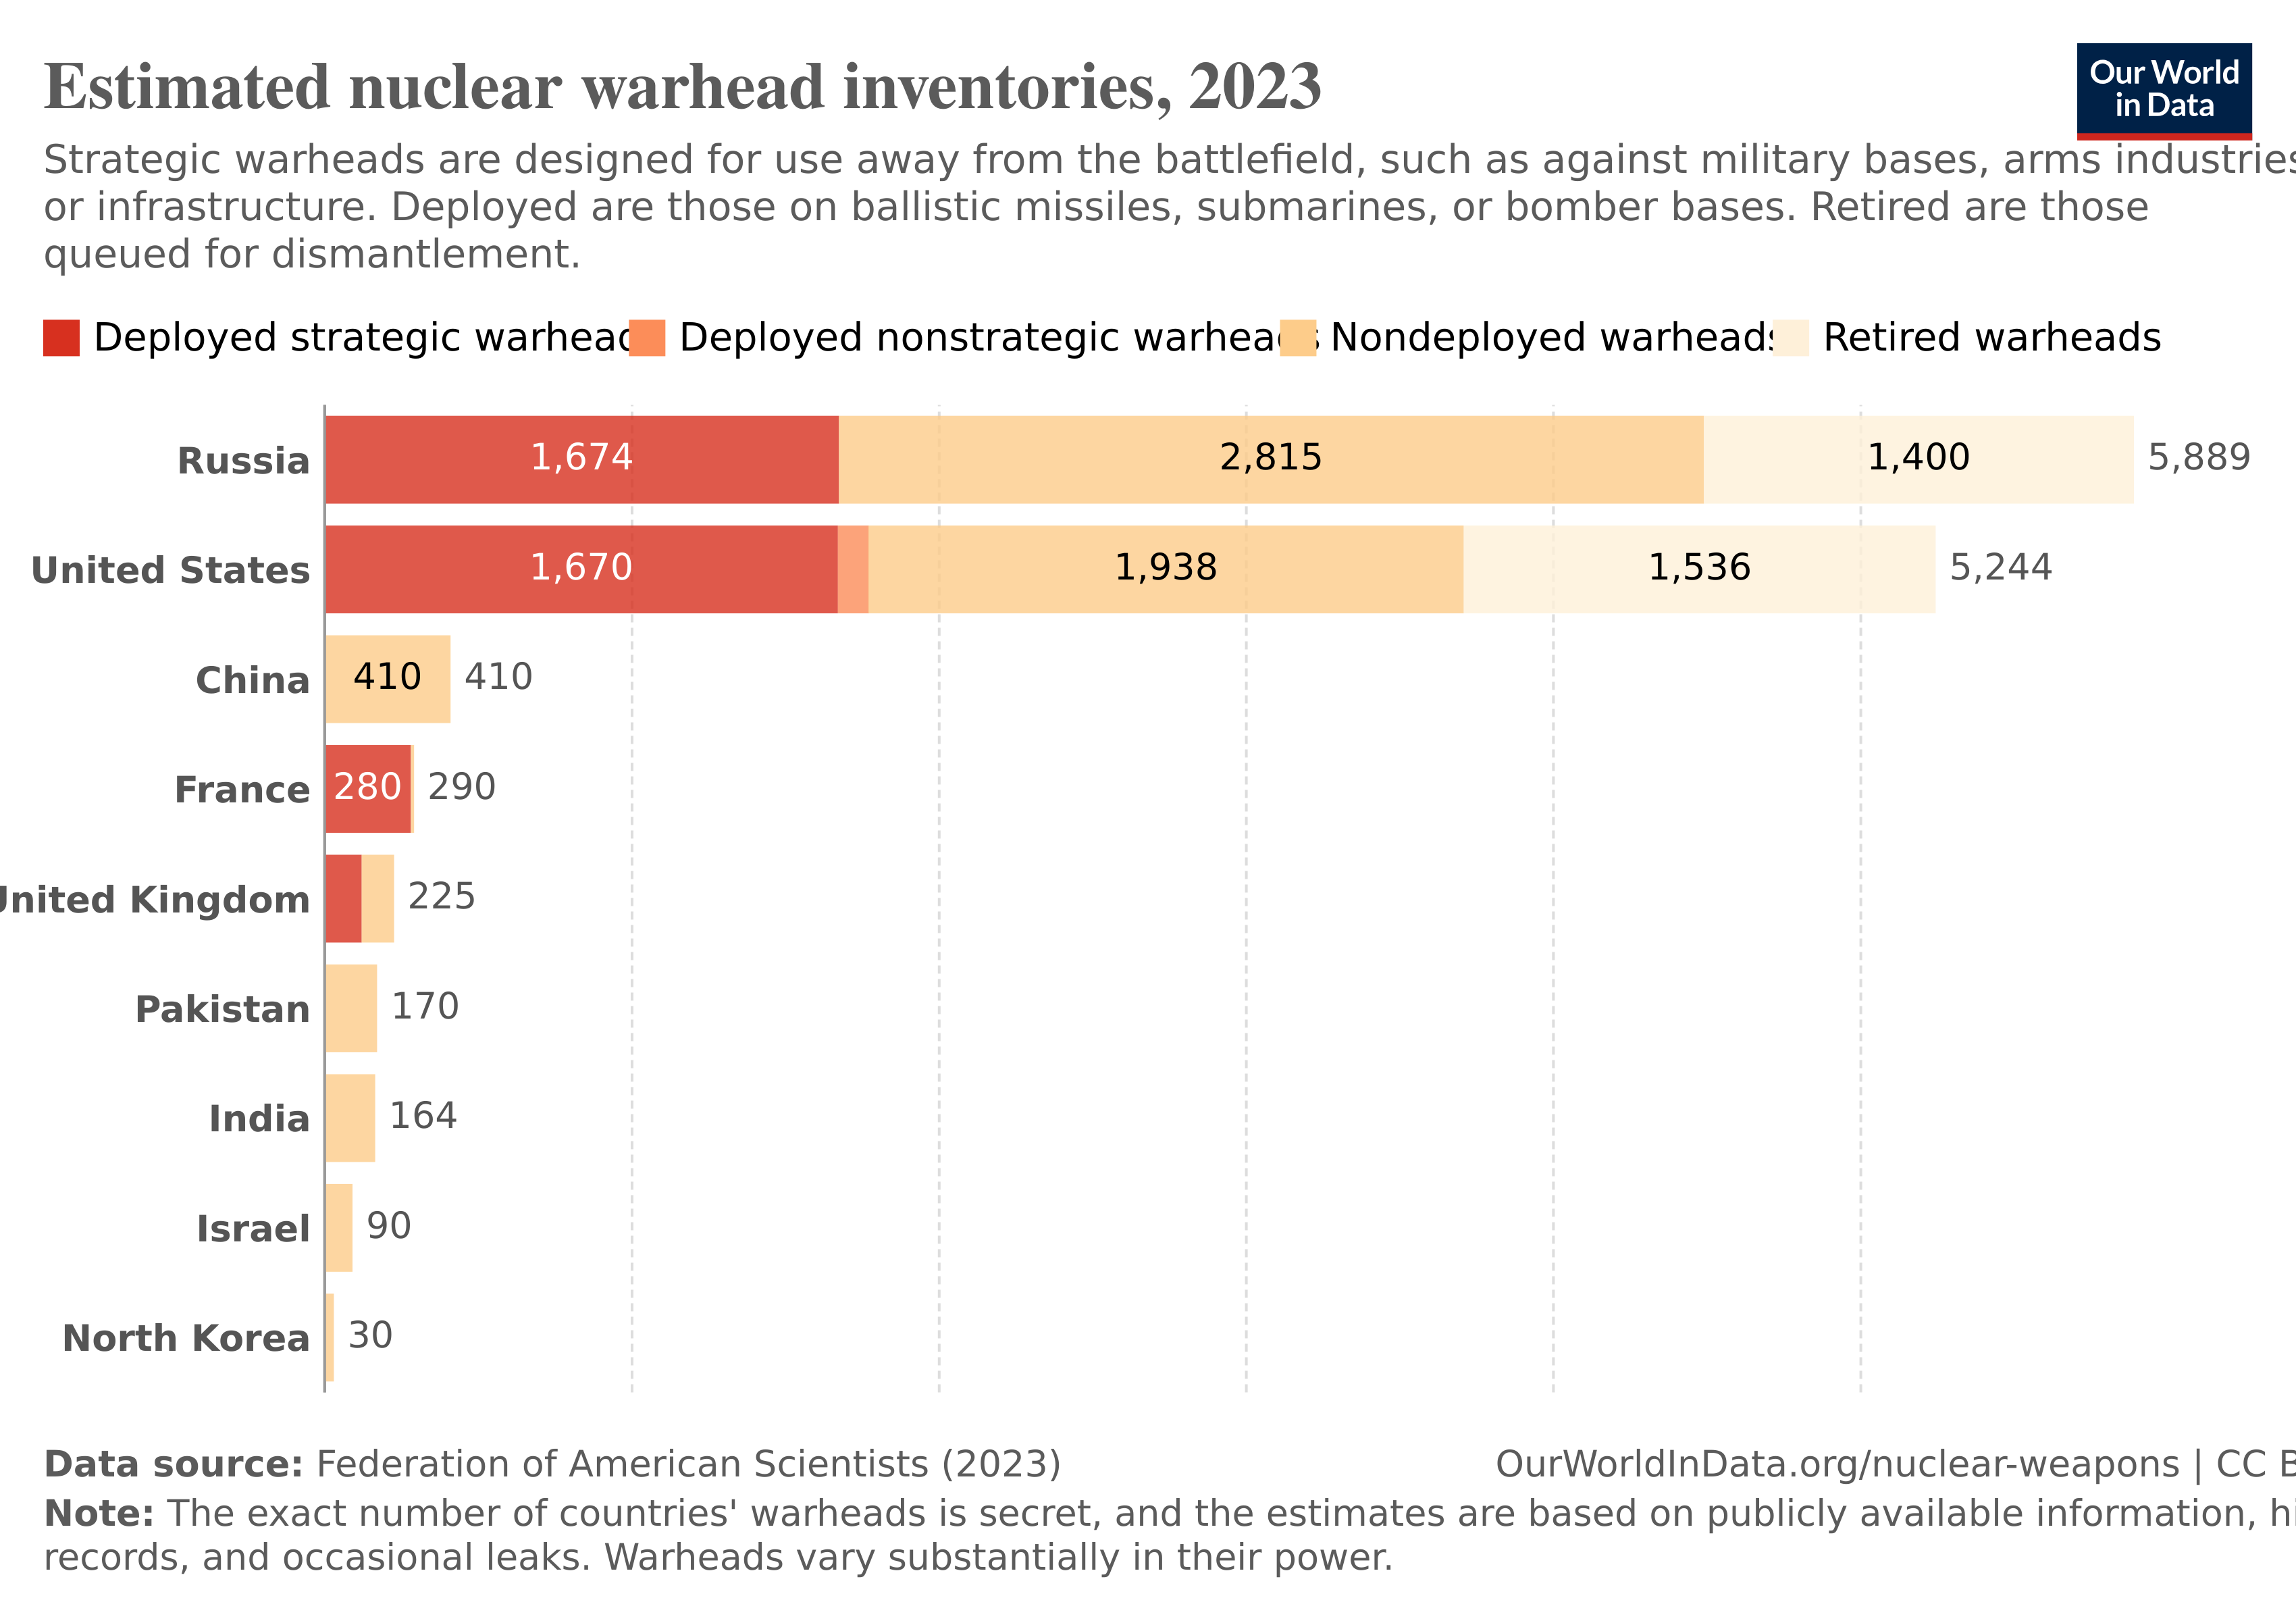 Estimated nuclear warhead inventories, 2023
Our World
in Data
Strategic warheads are designed for use away from the battlefield, such as against military bases, arms industries
or infrastructure. Deployed are those on ballistic missiles, submarines, or bomber bases. Retired are those
queued for dismantlement.
Deployed strategic warhead Deployed nonstrategic warheads Nondeployed warheads Retired warheads
Russia 1,674 2,815 1,400 5,889
United States 1,670 1,938 1,536 5,244
China 410 410
France 280 290
United Kingdom 225
Pakistan 170
India 164
Israel 90
North Korea 30
Data source: Federation of American Scientists (2023) OurWorldInData.org/nuclear-weapons | CC
Note: The exact number of countries' warheads is secret, and the estimates are based on publicly available information,
records, and occasional leaks. Warheads vary substantially in their power.